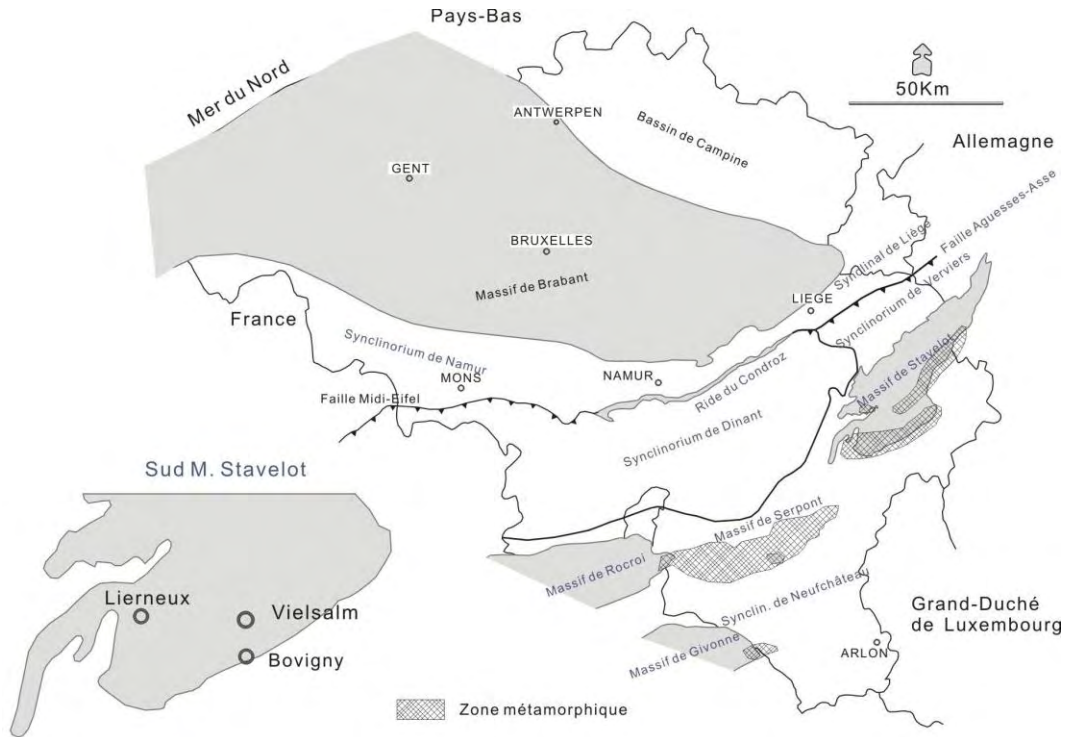 Pays-Bas
Mer du Nord
50Km
ANTWERPEN
Bassin de Campine
Allemagne
GENT
Faille Aguesses-Asse
Synclinal de Liége
BRUXELLES
Massif de Brabant
Synclinorium de Verviers
LIEGE
France
Synclinorium de Namur
Massif de Stavelot
NAMUR
Ride du Condroz
MONS
Faille Midi-Eifel
Synclinorium de Dinant
Sud M. Stavelot
Massif de Serpont
Massif de Rocroi
Lierneux
Vielsalm
Synclin. de Neufchâteau
Grand-Duché
de Luxembourg
Bovigny
Massif de Givonne
ARLON
Zone métamorphique